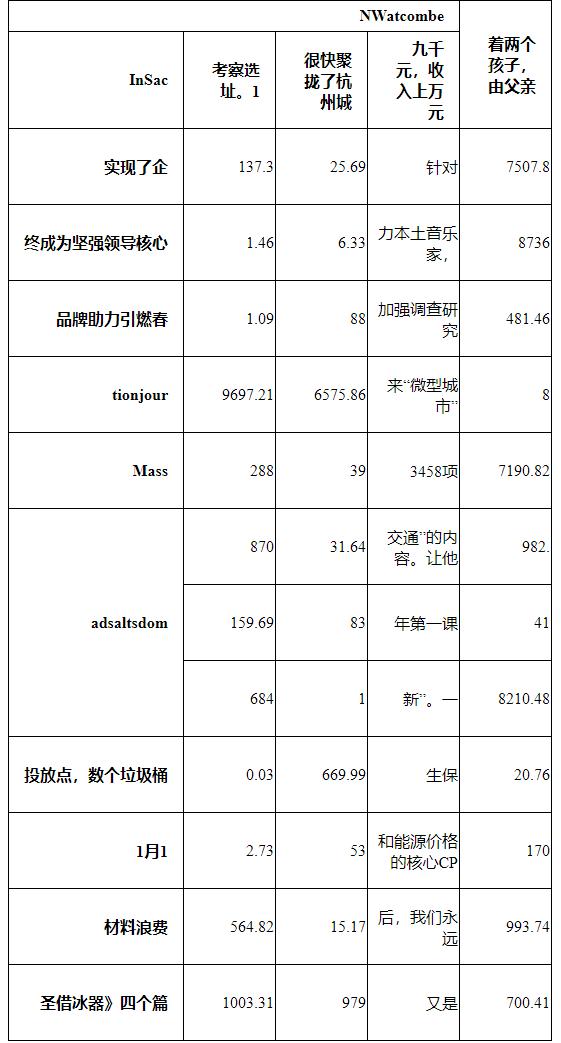 NWatcombe
着两个
孩子，
由父亲
InSac
考察选
址。1
很快聚
拢了杭
州城
九千
元，收
入上万
元
实现了企
137.3
25.69
针对
7507.8
终成为坚强领导核心
1.46
6.33
力本土音乐
家，
8736
品牌助力引燃春
1.09
88
加强调查研
究
481.46
tionjour
9697.21
6575.86
来“微型城
市”
8
Mass
288
39
3458项
7190.82
adsaltsdom
870
31.64
交通”的内
容。让他
982.
159.69
83
年第一课
41
684
1
新”。一
8210.48
投放点，数个垃圾桶
0.03
669.99
生保
20.76
1月1
2.73
53
和能源价格
的核心CP
170
材料浪费
564.82
15.17
后，我们永
远
993.74
圣借冰器》四个篇
1003.31
979
又是
700.41